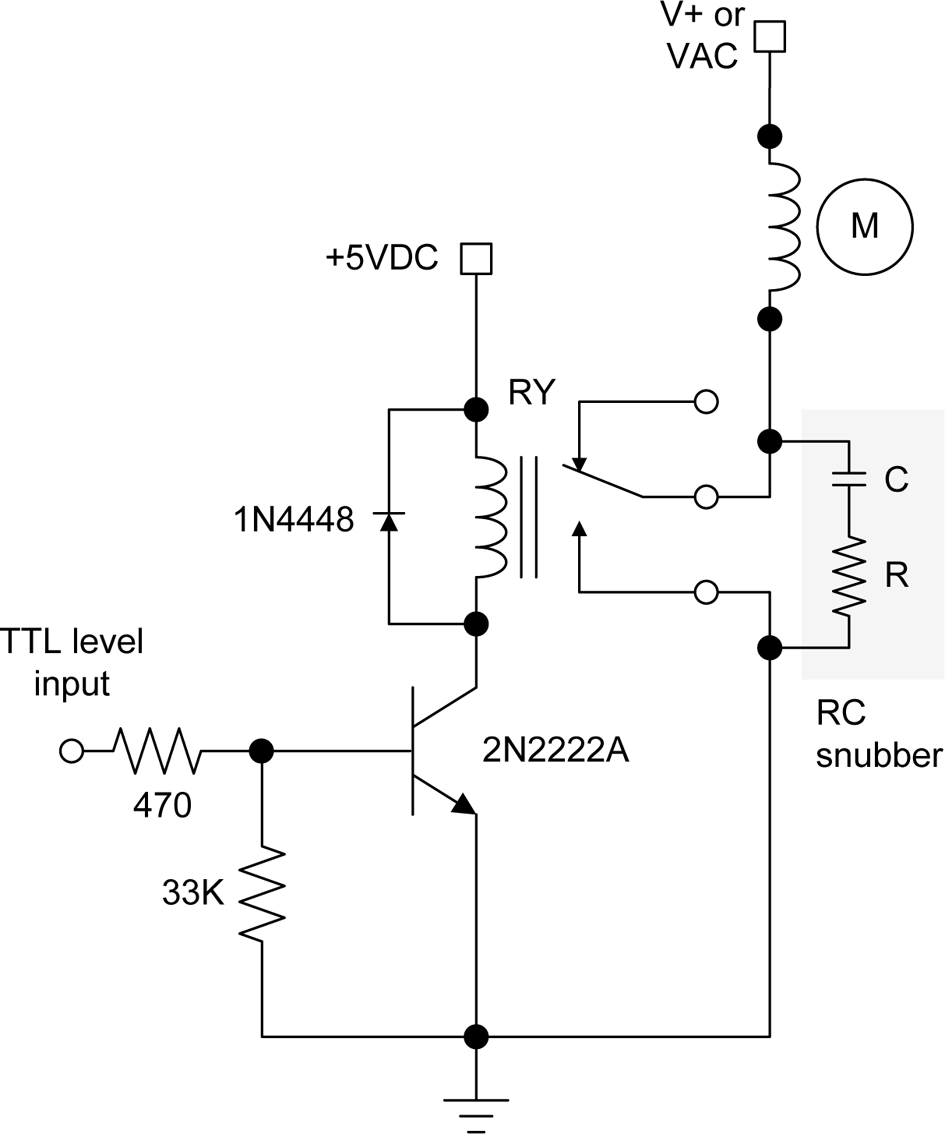 V+ or
VAC
M
+5VDC
RY
1N4448
C
R
TTL level
input
RC
snubber
2N2222A
470
33K